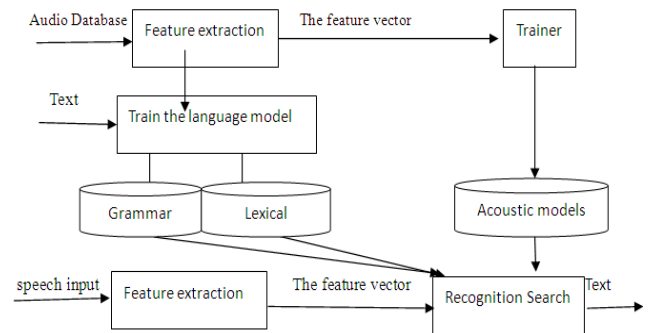 Audio Database
Feature extraction
The feature vector
Trainer
Text
Train the language model
Grammar
Lexical
Acoustic models
speech input
Feature extraction
The feature vector
Recognition Search
Text